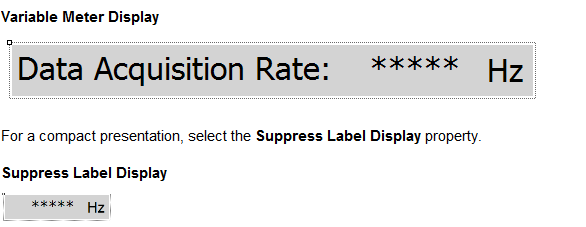 Variable Meter Display
Data Acquisition Rate: ***** Hz
For a compact presentation, select the Suppress Label Display property.
Suppress Label Display
***** Hz